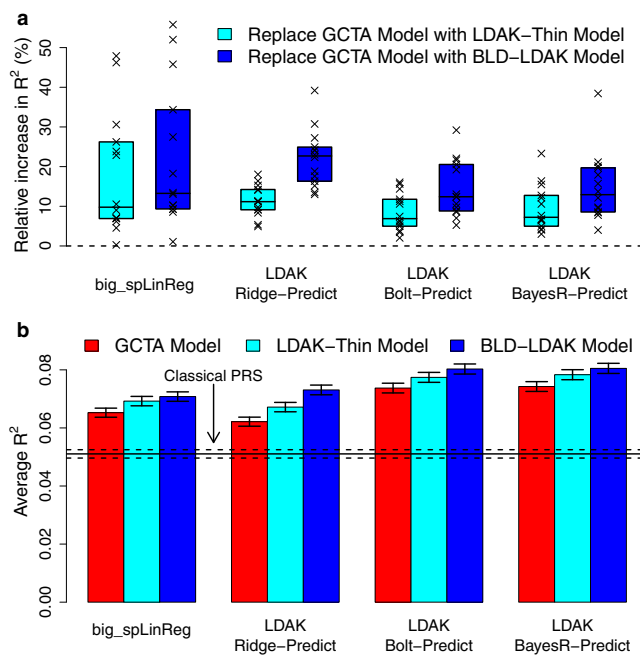 a
Replace GCTA Model with LDAK−Thin Model
Replace GCTA Model with BLD−LDAK Model
Relative increase in R² (%)
50
40
30
20
10
0
big_spLinReg
LDAK
Ridge−Predict
LDAK
Bolt−Predict
LDAK
BayesR−Predict
b
GCTA Model
LDAK−Thin Model
BLD−LDAK Model
Classical PRS
Average R²
0.08
0.06
0.04
0.02
0.00
big_spLinReg
LDAK
Ridge−Predict
LDAK
Bolt−Predict
LDAK
BayesR−Predict